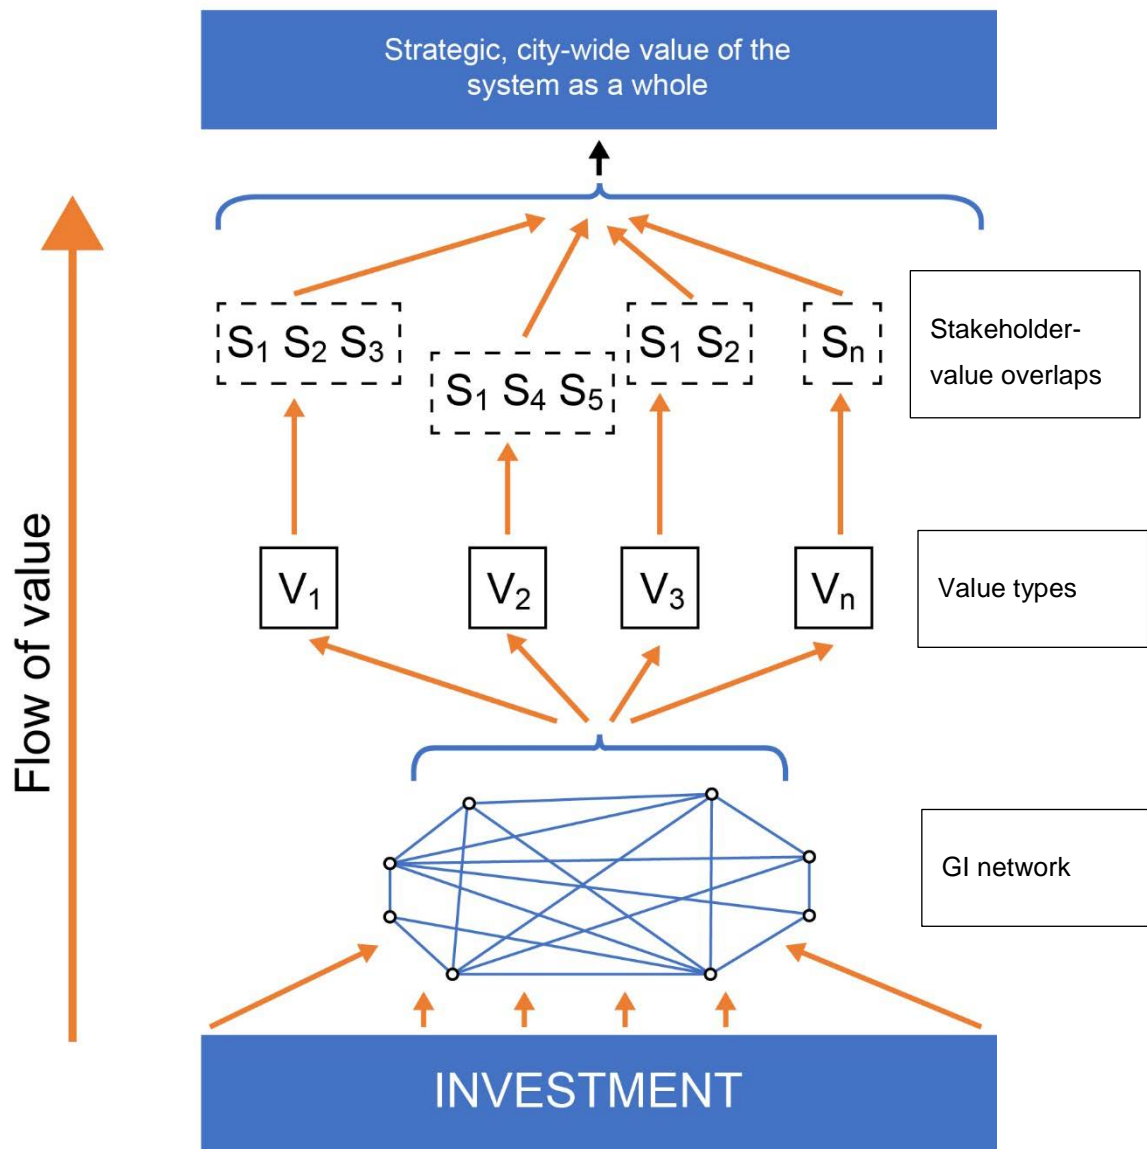 Strategic, city-wide value of the
system as a whole
S₁ S₂ S₃
S₁ S₄ S₅
S₁ S₂
Sₙ
Stakeholder-
value overlaps
V₁
V₂
V₃
Vₙ
Value types
Flow of value
GI network
INVESTMENT